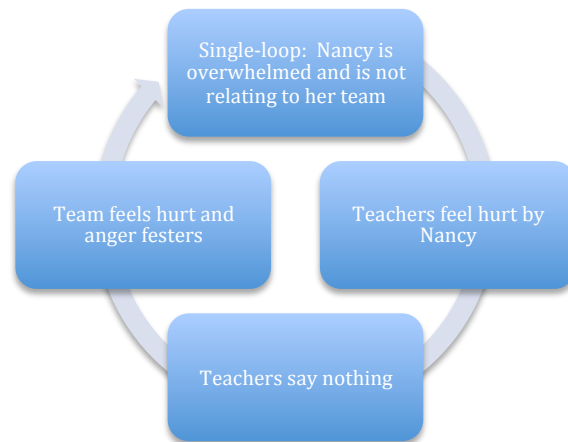 Single-loop:  Nancy is
overwhelmed and is not
relating to her team
Teachers feel hurt by
Nancy
Teachers say nothing
Team feels hurt and
anger festers